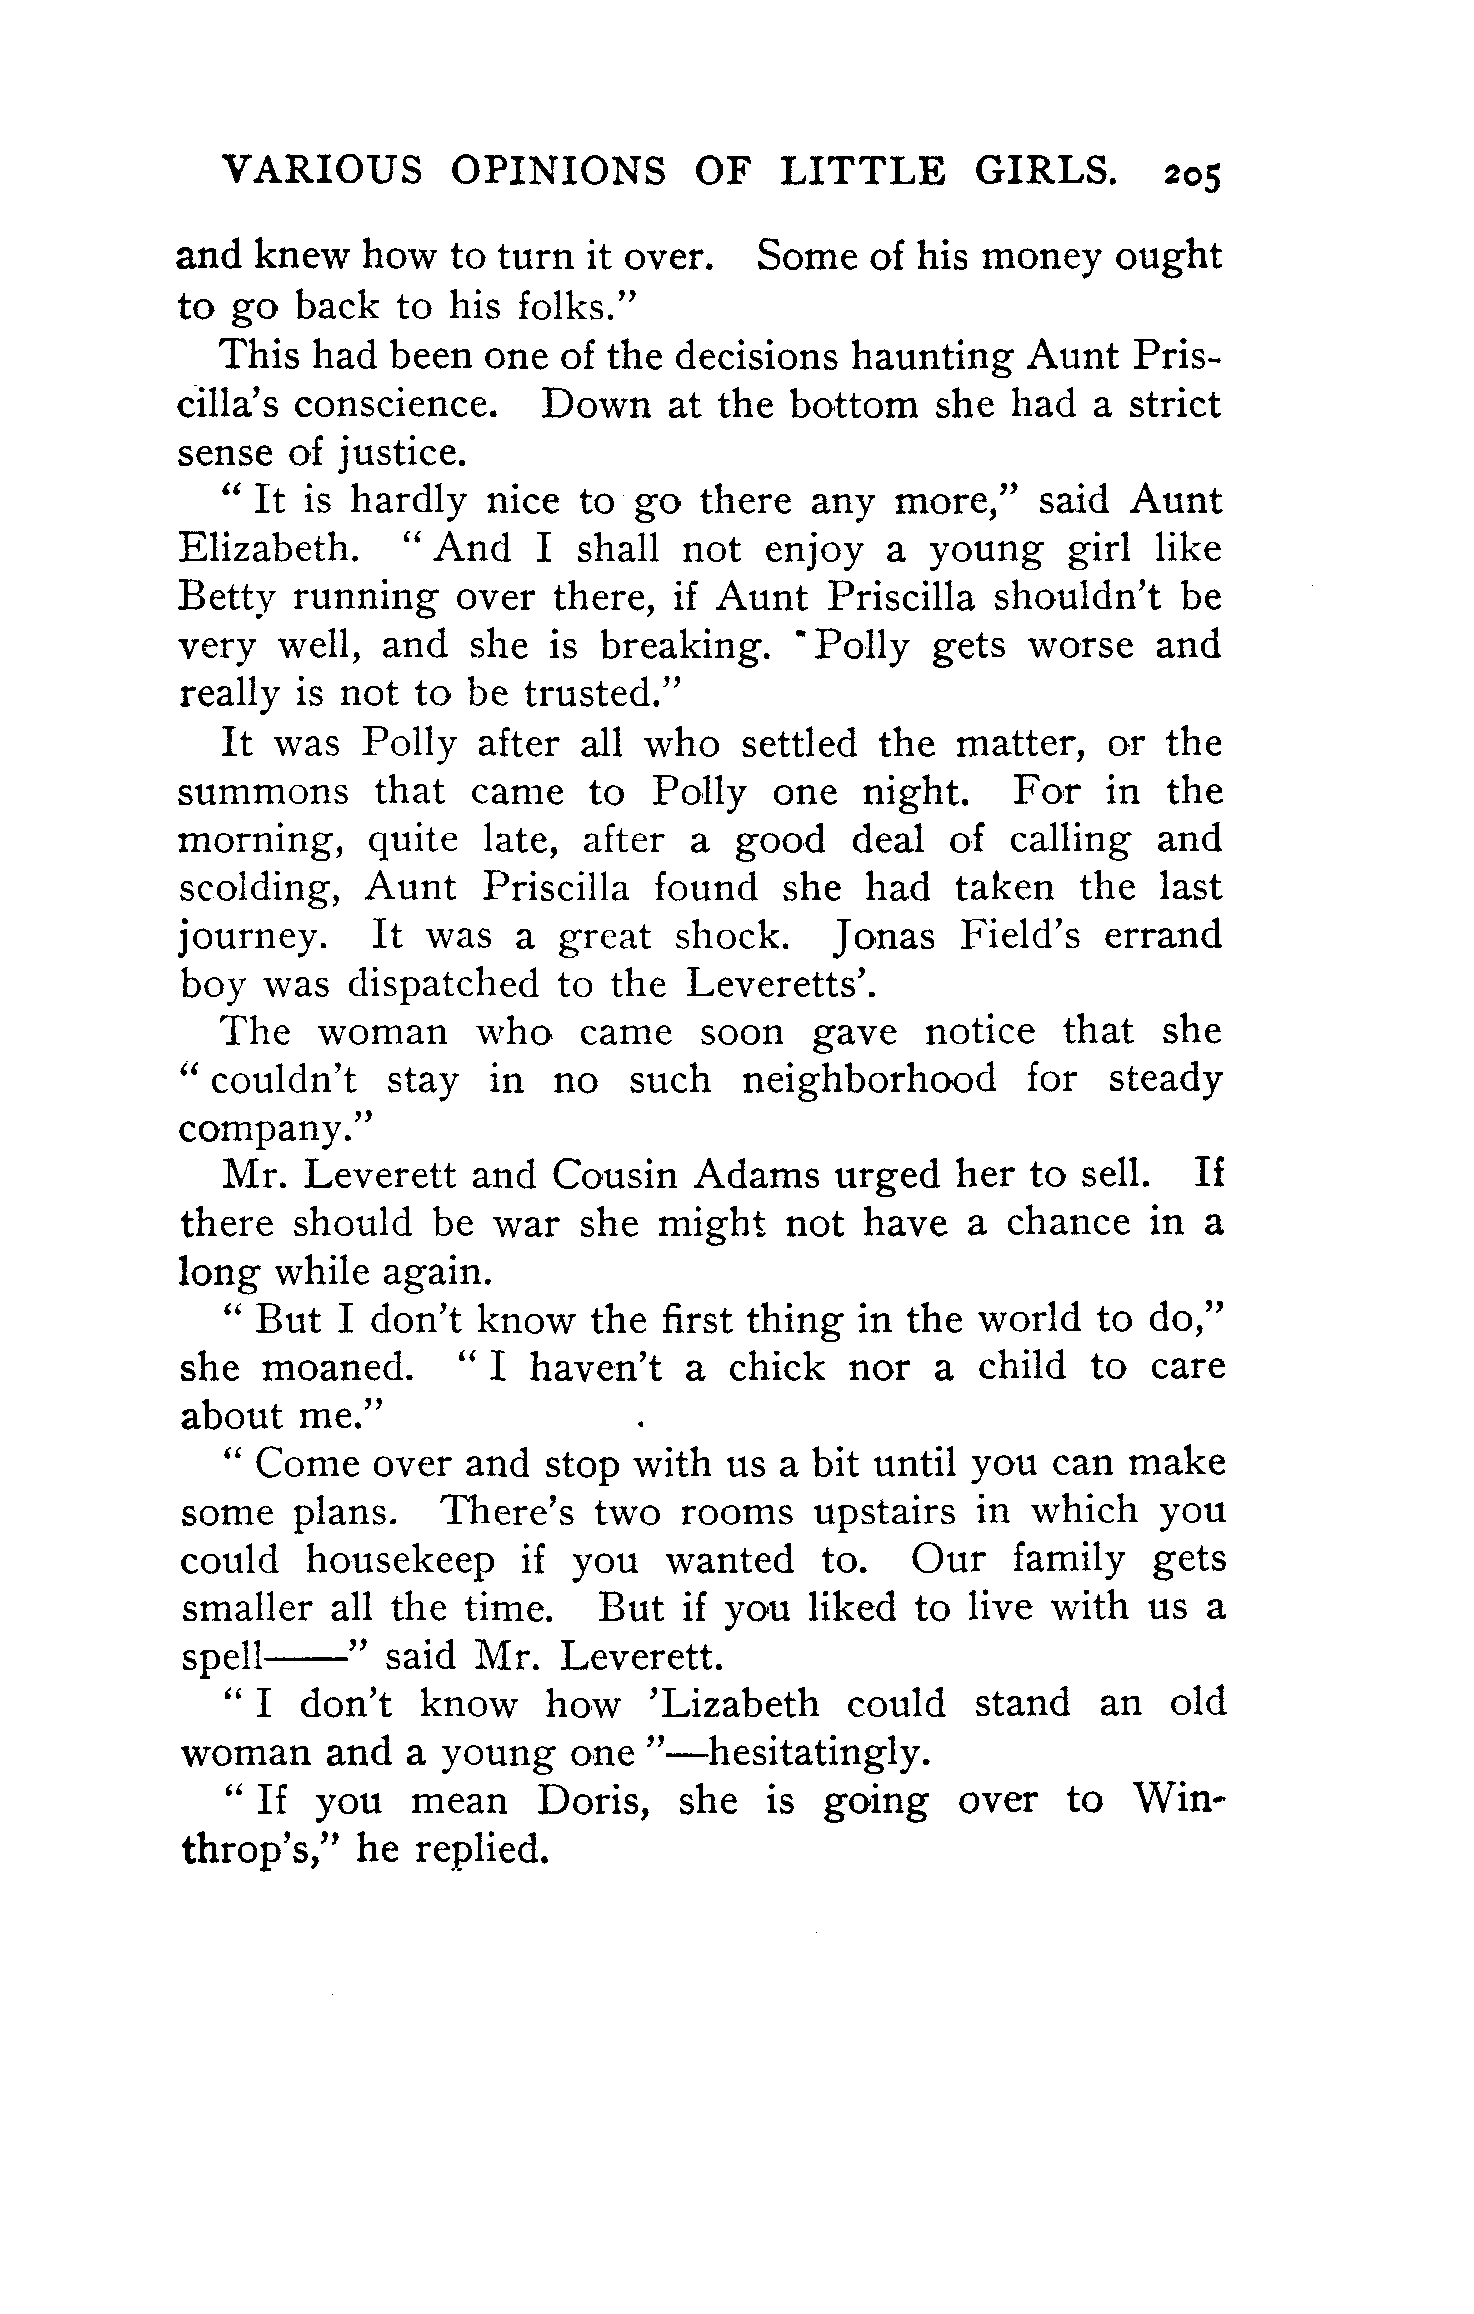 VARIOUS OPINIONS OF LITTLE GIRLS. 205
and knew how to turn it over. Some of his money ought
to go back to his folks."
This had been one of the decisions haunting Aunt Pris-
cilla's conscience. Down at the bottom she had a strict
sense of justice.
" It is hardly nice to go there any more," said Aunt
Elizabeth. " And I shall not enjoy a young girl like
Betty running over there, if Aunt Priscilla shouldn't be
very well, and she is breaking. Polly gets worse and
really is not to be trusted."
It was Polly after all who settled the matter, or the
summons that came to Polly one night. For in the
morning, quite late, after a good deal of calling and
scolding, Aunt Priscilla found she had taken the last
journey. It was a great shock. Jonas Field's errand
boy was dispatched to the Leveretts'.
The woman who came soon gave notice that she
" couldn't stay in no such neighborhood for steady
company."
Mr. Leverett and Cousin Adams urged her to sell. If
there should be war she might not have a chance in a
long while again.
" But I don't know the first thing in the world to do,"
she moaned. " I haven't a chick nor a child to care
about me."
" Come over and stop with us a bit until you can make
some plans. There's two rooms upstairs in which you
could housekeep if you wanted to. Our family gets
smaller all the time. But if you liked to live with us a
spell——" said Mr. Leverett.
" I don't know how 'Lizabeth could stand an old
woman and a young one "—hesitatingly.
" If you mean Doris, she is going over to Win-
throp's," he replied.